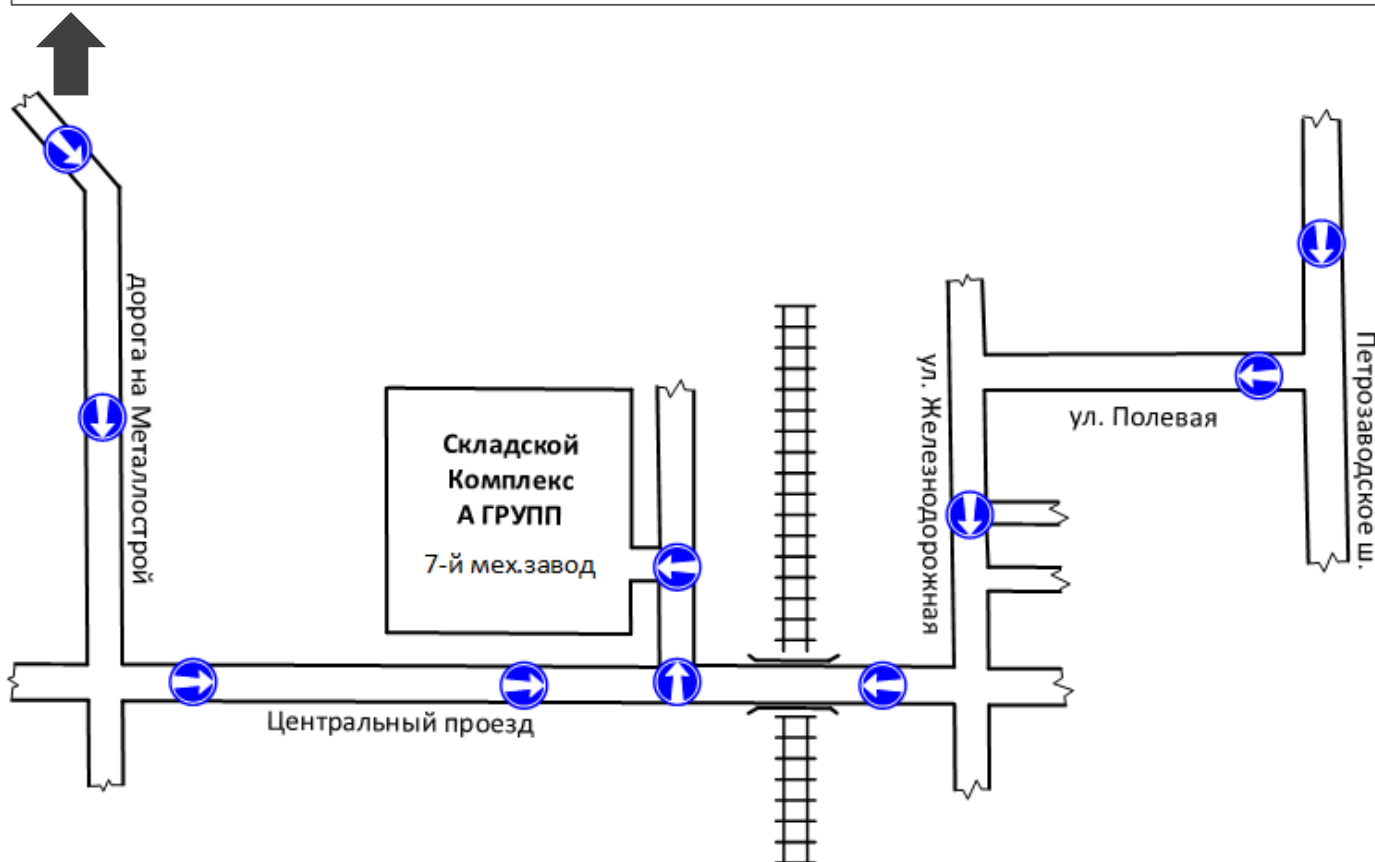 дорога на Металлострой
Складской
Комплекс
А ГРУПП
7-й мех.завод
Центральный проезд
ул. Железнодорожная
ул. Полевая
Петрозаводское ш.